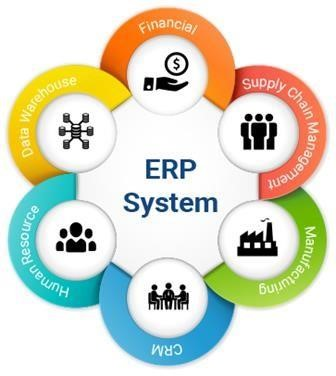 Financial
Supply Chain Management
Manufacturing
CRM
Human Resource
Data Warehouse
ERP
System